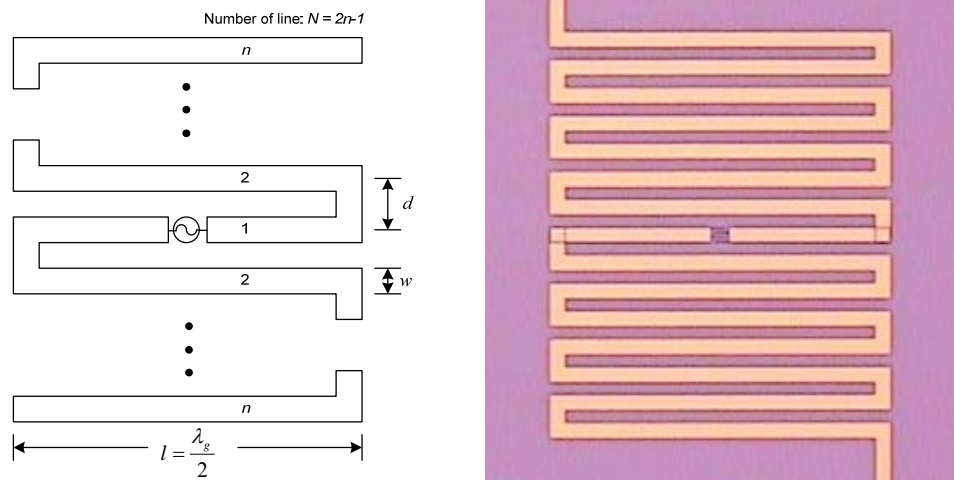 Number of line: N = 2n-1
n
2
d
1
2
w
n
l = λg/2